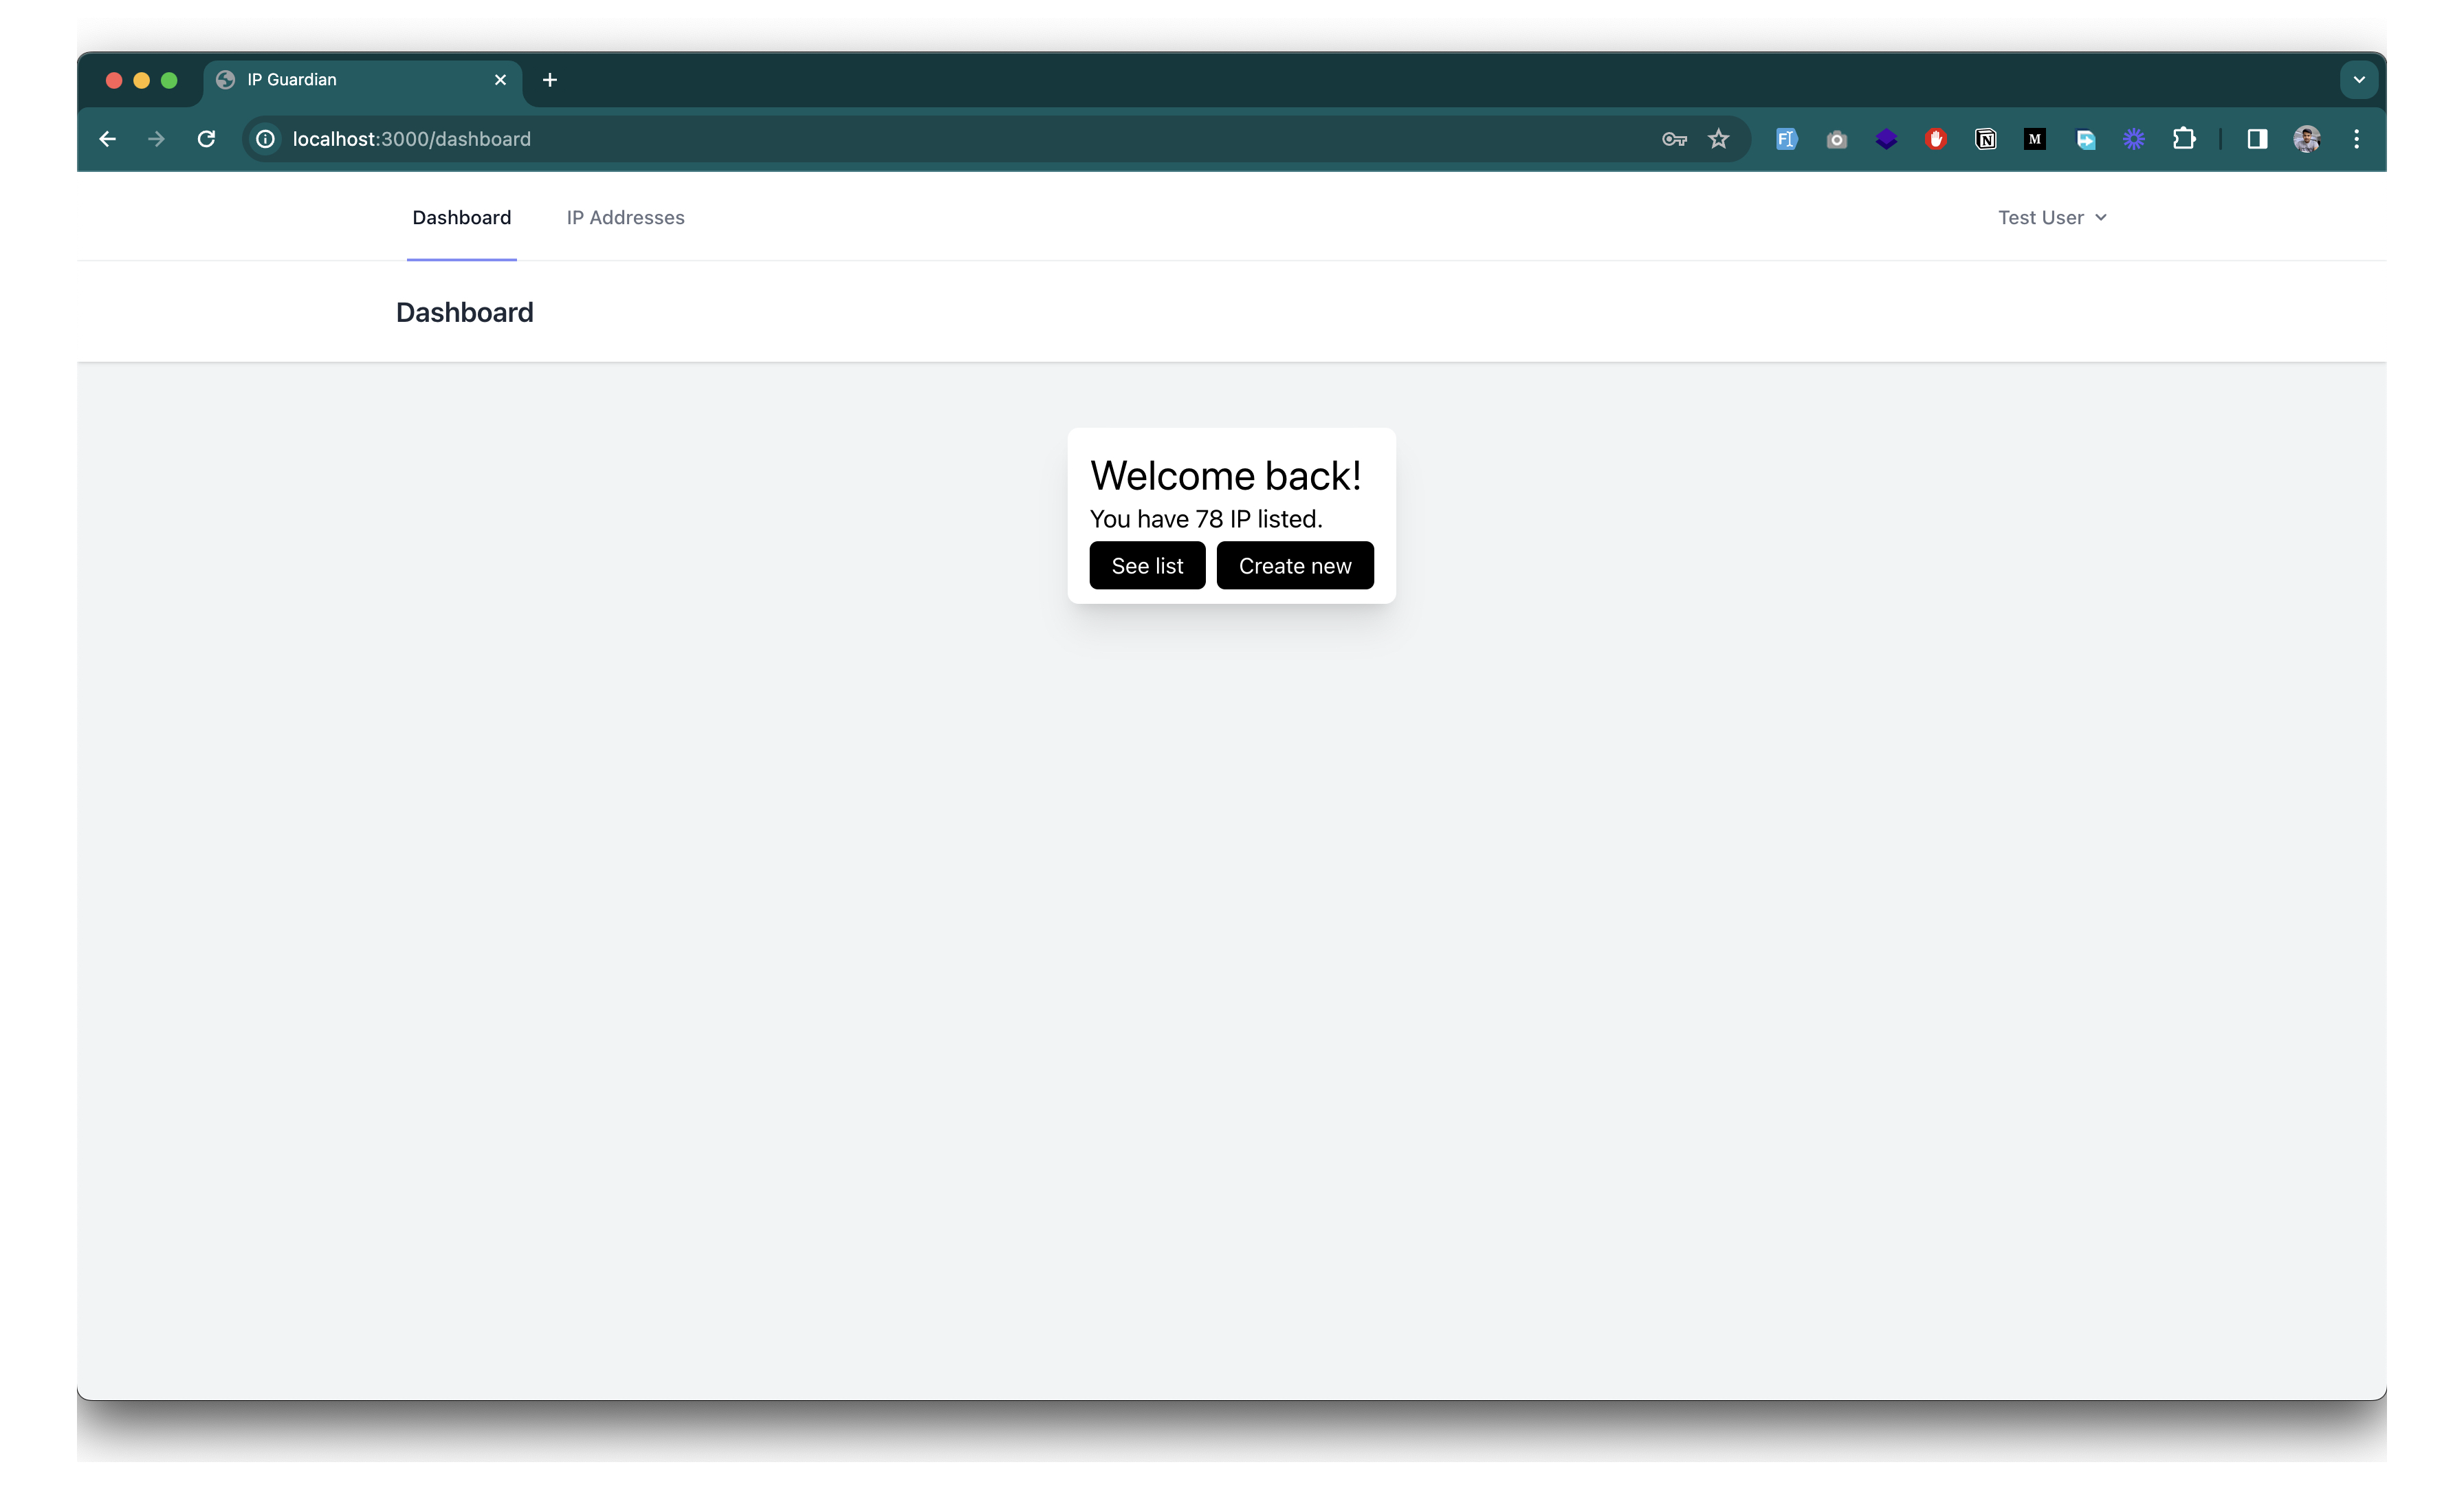 IP Guardian
localhost:3000/dashboard
Dashboard IP Addresses Test User
Dashboard
Welcome back!
You have 78 IP listed.
See list Create new